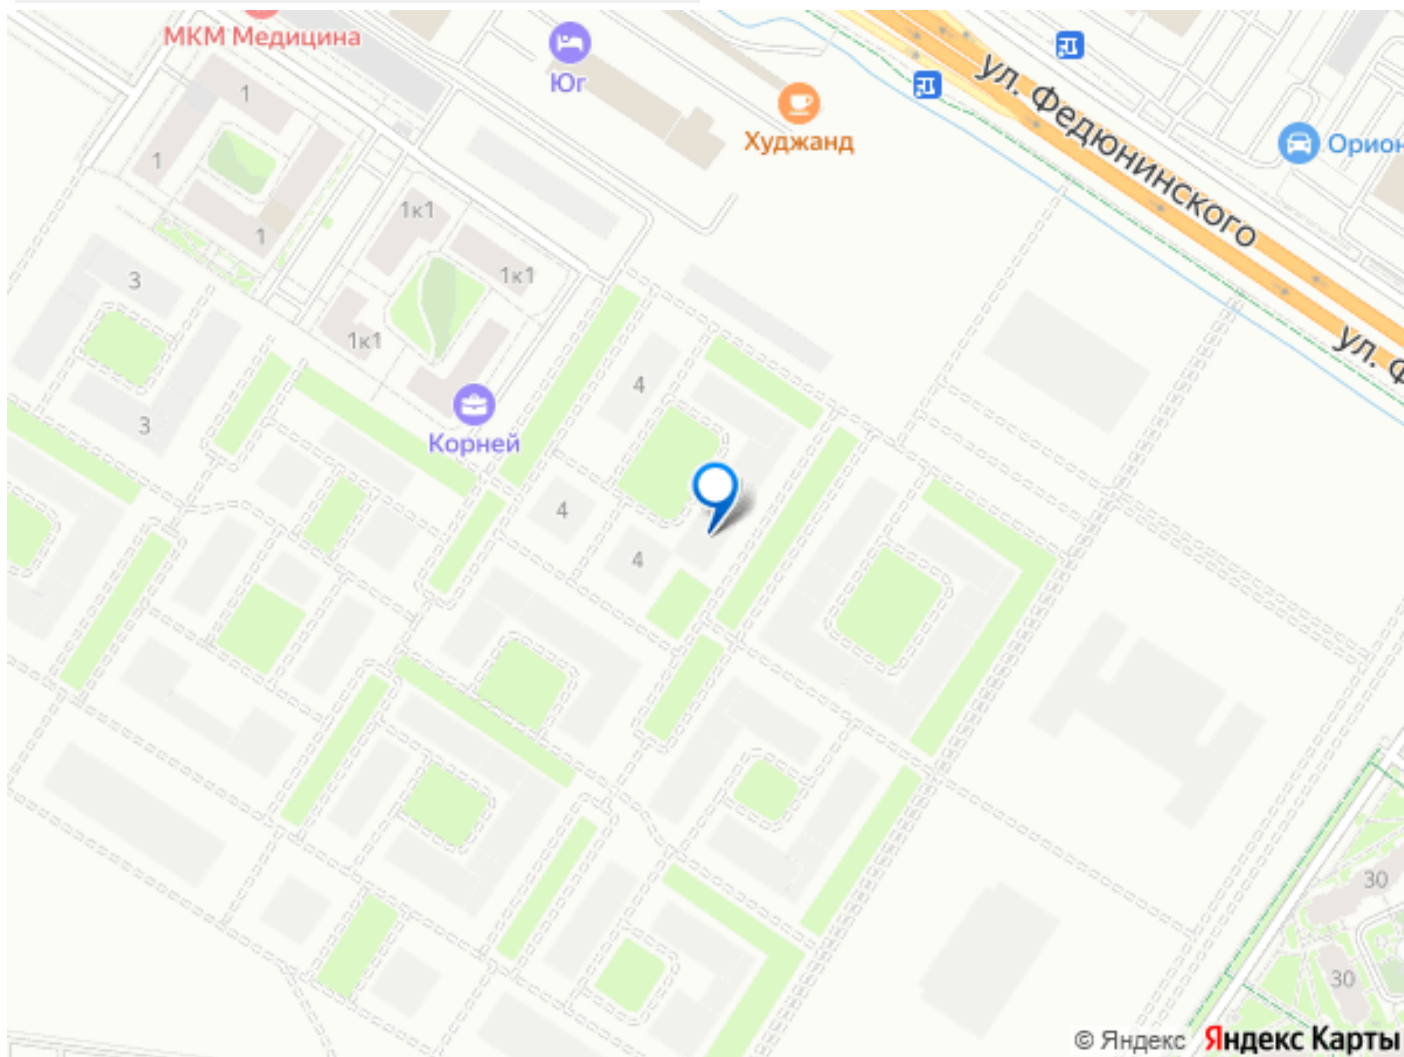 МКМ Медицина
Юг
Худжанд
ул. Федюнинского
Орион
1
1
1
1к1
1к1
1к1
3
3
ул. Ф
4
Корней
4
4
30
30
© Яндекс Яндекс Карты